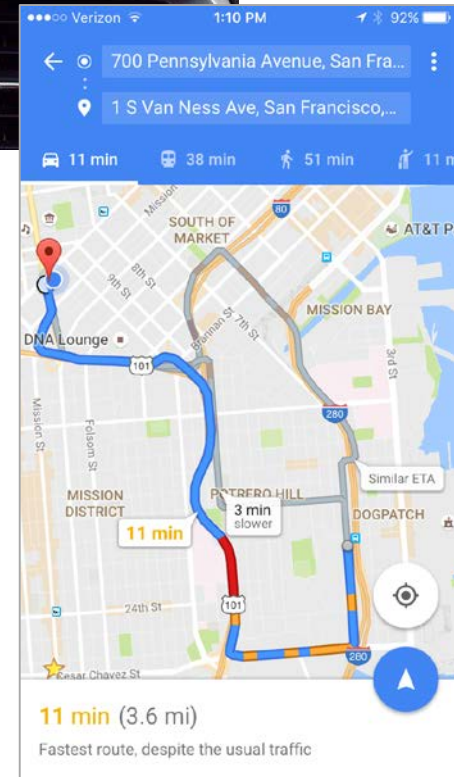 Verizon 1:10 PM 92%
700 Pennsylvania Avenue, San Fra...
1 S Van Ness Ave, San Francisco,...
11 min 38 min 51 min 11 m
Mission
80
SOUTH OF
MARKET
AT&T P
8th St
9th St
MISSION BAY
Brannan St
7th St
DNA Lounge
101
3rd St
280
Mission St
Folsom St
Similar ETA
MISSION
DISTRICT
POTRERO HILL
3 min
slower
DOGPATCH
11 min
24th St
101
280
Cesar Chavez St
11 min (3.6 mi)
Fastest route, despite the usual traffic